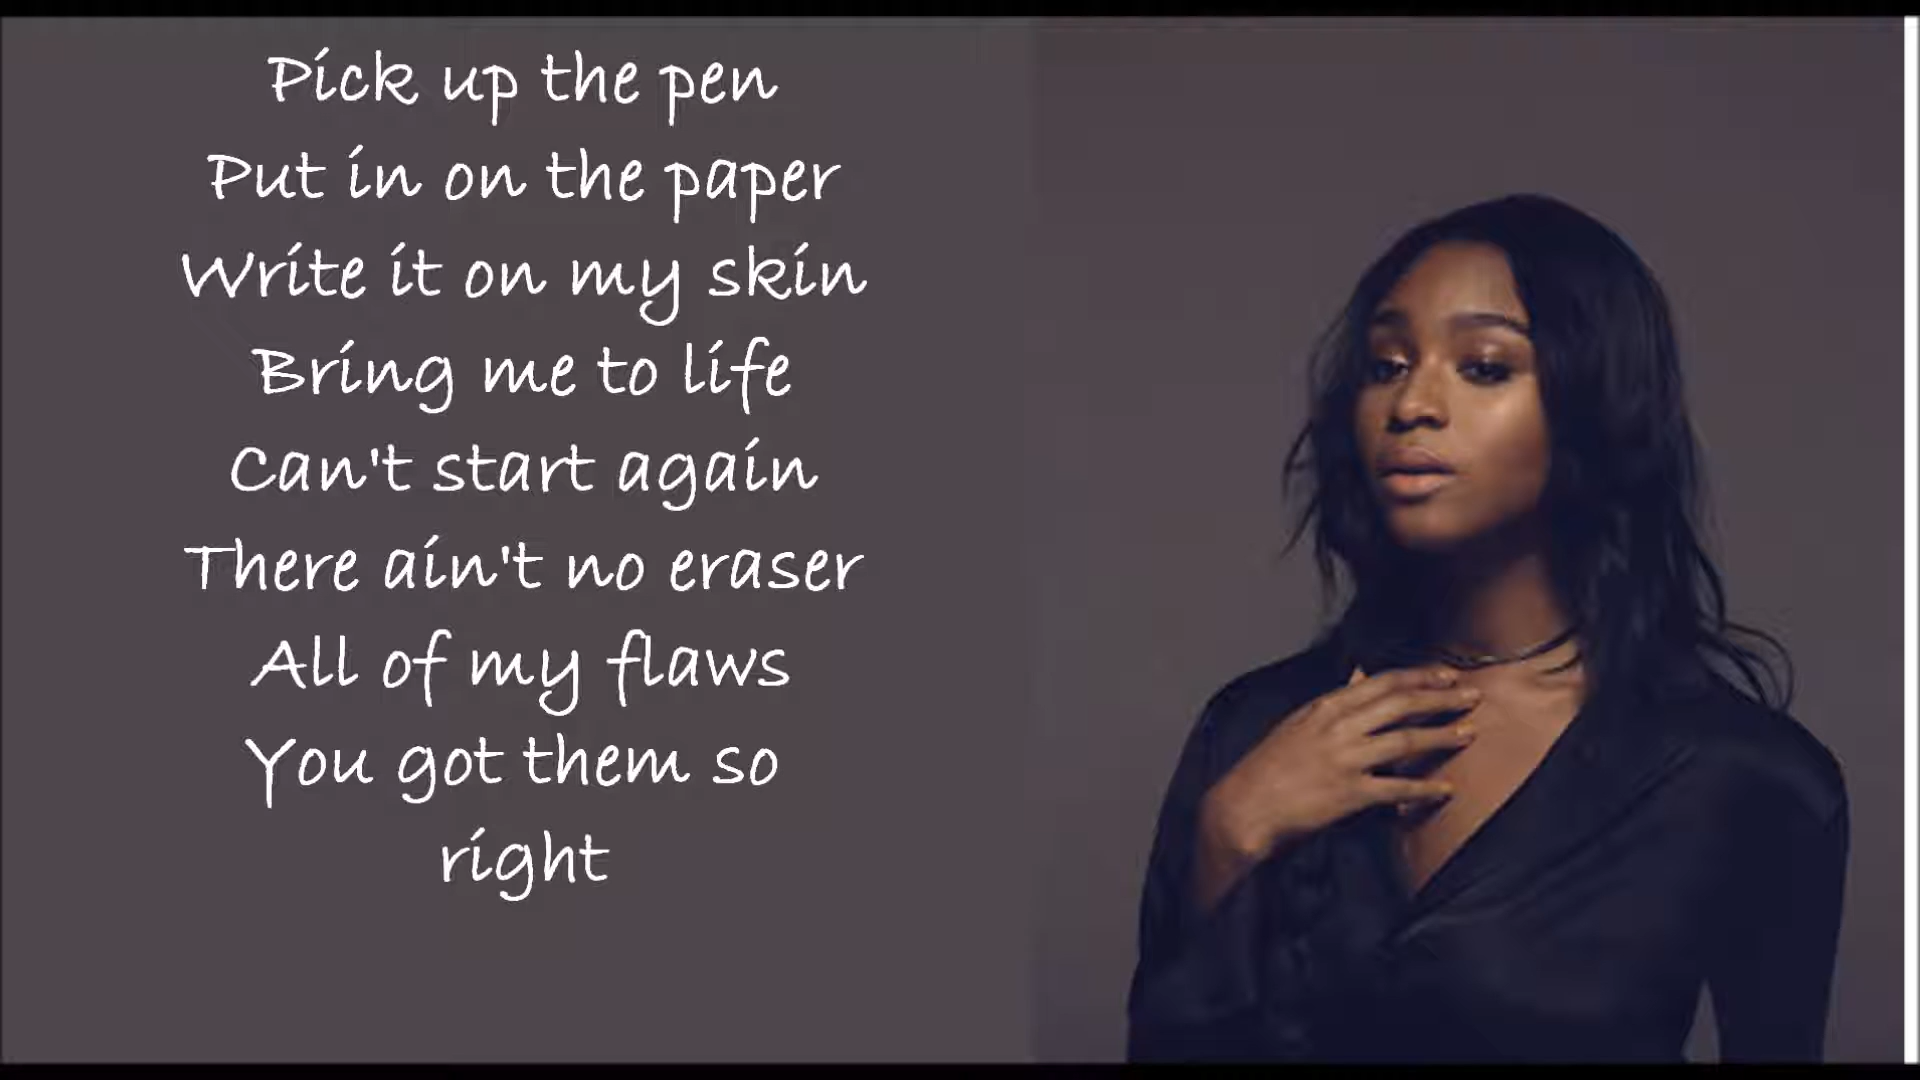 Pick up the pen
Put in on the paper
Write it on my skin
Bring me to life
Can't start again
There ain't no eraser
All of my flaws
You got them so
right